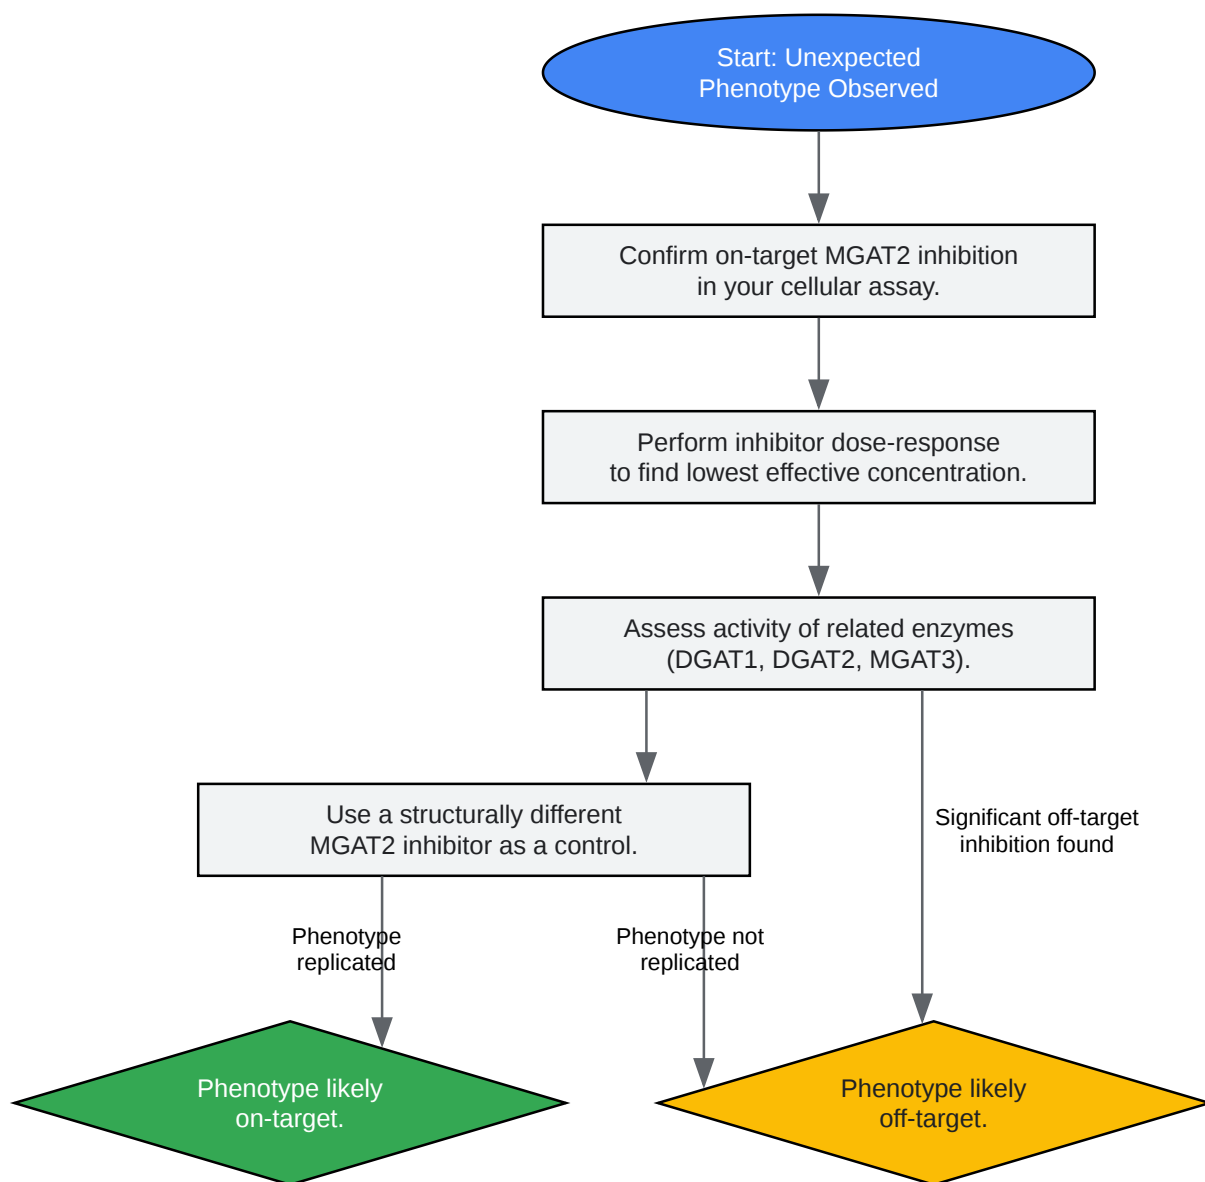 Start: Unexpected
Phenotype Observed
Confirm on-target MGAT2 inhibition
in your cellular assay.
Perform inhibitor dose-response
to find lowest effective concentration.
Assess activity of related enzymes
(DGAT1, DGAT2, MGAT3).
Use a structurally different
MGAT2 inhibitor as a control.
Significant off-target
inhibition found
Phenotype
replicated
Phenotype not
replicated
Phenotype likely
on-target.
Phenotype likely
off-target.